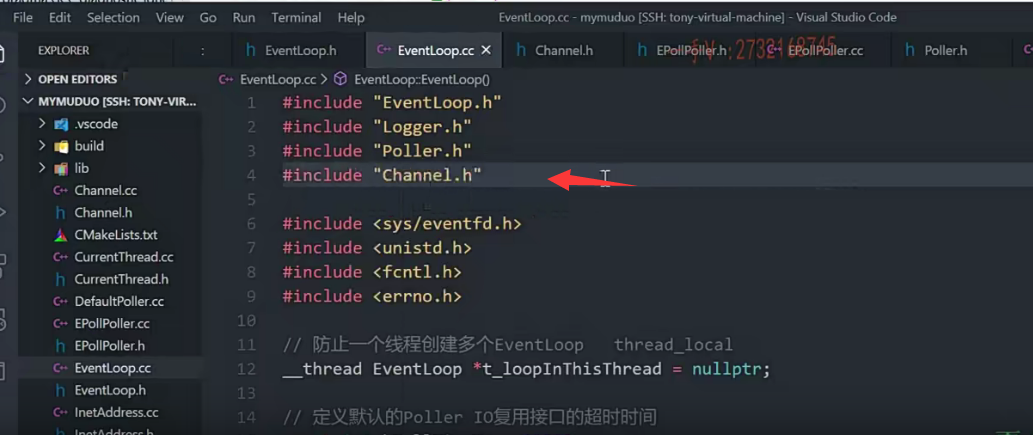 File Edit Selection View Go Run Terminal Help
EventLoop.cc - mymuduo [SSH: tony-virtual-machine] - Visual Studio Code
EXPLORER
EventLoop.h
EventLoop.cc
Channel.h
EPollPoller.h
EPollPoller.cc
Poller.h
:2732168745
OPEN EDITORS
EventLoop.cc > EventLoop::EventLoop()
MYMUDUO [SSH: TONY-VIR...
.vscode
build
lib
Channel.cc
Channel.h
CMakeLists.txt
CurrentThread.cc
CurrentThread.h
DefaultPoller.cc
EPollPoller.cc
EPollPoller.h
EventLoop.cc
EventLoop.h
InetAddress.cc
InetAddress.h
1 #include "EventLoop.h"
2 #include "Logger.h"
3 #include "Poller.h"
4 #include "Channel.h"
5
6 #include <sys/eventfd.h>
7 #include <unistd.h>
8 #include <fcntl.h>
9 #include <errno.h>
10
11 // 防止一个线程创建多个EventLoop thread_local
12 __thread EventLoop *t_loopInThisThread = nullptr;
13
14 // 定义默认的Poller IO复用接口的超时时间